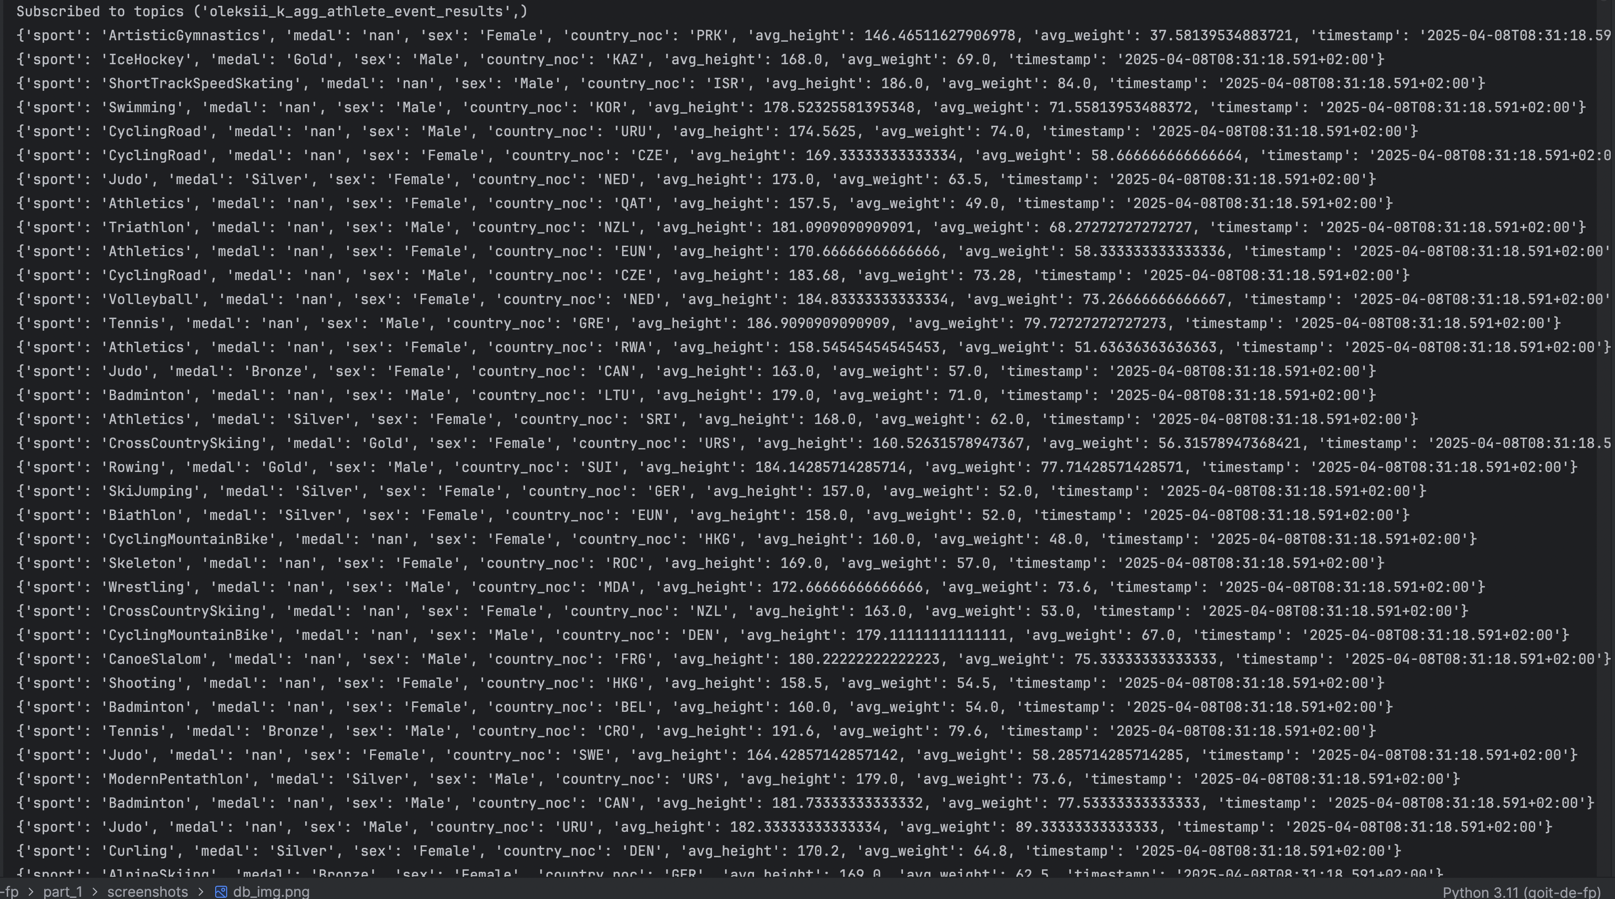 Subscribed to topics ('oleksii_k_agg_athlete_event_results',)
{'sport': 'ArtisticGymnastics', 'medal': 'nan', 'sex': 'Female', 'country_noc': 'PRK', 'avg_height': 146.46511627906978, 'avg_weight': 37.58139534883721, 'timestamp': '2025-04-08T08:31:18.59
{'sport': 'IceHockey', 'medal': 'Gold', 'sex': 'Male', 'country_noc': 'KAZ', 'avg_height': 168.0, 'avg_weight': 69.0, 'timestamp': '2025-04-08T08:31:18.591+02:00'}
{'sport': 'ShortTrackSpeedSkating', 'medal': 'nan', 'sex': 'Male', 'country_noc': 'ISR', 'avg_height': 186.0, 'avg_weight': 84.0, 'timestamp': '2025-04-08T08:31:18.591+02:00'}
{'sport': 'Swimming', 'medal': 'nan', 'sex': 'Male', 'country_noc': 'KOR', 'avg_height': 178.52325581395348, 'avg_weight': 71.55813953488372, 'timestamp': '2025-04-08T08:31:18.591+02:00'}
{'sport': 'CyclingRoad', 'medal': 'nan', 'sex': 'Male', 'country_noc': 'URU', 'avg_height': 174.5625, 'avg_weight': 74.0, 'timestamp': '2025-04-08T08:31:18.591+02:00'}
{'sport': 'CyclingRoad', 'medal': 'nan', 'sex': 'Female', 'country_noc': 'CZE', 'avg_height': 169.33333333333334, 'avg_weight': 58.666666666666664, 'timestamp': '2025-04-08T08:31:18.591+02:0
{'sport': 'Judo', 'medal': 'Silver', 'sex': 'Female', 'country_noc': 'NED', 'avg_height': 173.0, 'avg_weight': 63.5, 'timestamp': '2025-04-08T08:31:18.591+02:00'}
{'sport': 'Athletics', 'medal': 'nan', 'sex': 'Female', 'country_noc': 'QAT', 'avg_height': 157.5, 'avg_weight': 49.0, 'timestamp': '2025-04-08T08:31:18.591+02:00'}
{'sport': 'Triathlon', 'medal': 'nan', 'sex': 'Male', 'country_noc': 'NZL', 'avg_height': 181.0909090909091, 'avg_weight': 68.27272727272727, 'timestamp': '2025-04-08T08:31:18.591+02:00'}
{'sport': 'Athletics', 'medal': 'nan', 'sex': 'Female', 'country_noc': 'EUN', 'avg_height': 170.66666666666666, 'avg_weight': 58.333333333333336, 'timestamp': '2025-04-08T08:31:18.591+02:00'
{'sport': 'CyclingRoad', 'medal': 'nan', 'sex': 'Male', 'country_noc': 'CZE', 'avg_height': 183.68, 'avg_weight': 73.28, 'timestamp': '2025-04-08T08:31:18.591+02:00'}
{'sport': 'Volleyball', 'medal': 'nan', 'sex': 'Female', 'country_noc': 'NED', 'avg_height': 184.83333333333334, 'avg_weight': 73.26666666666667, 'timestamp': '2025-04-08T08:31:18.591+02:00'
{'sport': 'Tennis', 'medal': 'nan', 'sex': 'Male', 'country_noc': 'GRE', 'avg_height': 186.9090909090909, 'avg_weight': 79.72727272727273, 'timestamp': '2025-04-08T08:31:18.591+02:00'}
{'sport': 'Athletics', 'medal': 'nan', 'sex': 'Female', 'country_noc': 'RWA', 'avg_height': 158.54545454545453, 'avg_weight': 51.63636363636363, 'timestamp': '2025-04-08T08:31:18.591+02:00'}
{'sport': 'Judo', 'medal': 'Bronze', 'sex': 'Female', 'country_noc': 'CAN', 'avg_height': 163.0, 'avg_weight': 57.0, 'timestamp': '2025-04-08T08:31:18.591+02:00'}
{'sport': 'Badminton', 'medal': 'nan', 'sex': 'Male', 'country_noc': 'LTU', 'avg_height': 179.0, 'avg_weight': 71.0, 'timestamp': '2025-04-08T08:31:18.591+02:00'}
{'sport': 'Athletics', 'medal': 'Silver', 'sex': 'Female', 'country_noc': 'SRI', 'avg_height': 168.0, 'avg_weight': 62.0, 'timestamp': '2025-04-08T08:31:18.591+02:00'}
{'sport': 'CrossCountrySkiing', 'medal': 'Gold', 'sex': 'Female', 'country_noc': 'URS', 'avg_height': 160.52631578947367, 'avg_weight': 56.31578947368421, 'timestamp': '2025-04-08T08:31:18.5
{'sport': 'Rowing', 'medal': 'Gold', 'sex': 'Male', 'country_noc': 'SUI', 'avg_height': 184.14285714285714, 'avg_weight': 77.71428571428571, 'timestamp': '2025-04-08T08:31:18.591+02:00'}
{'sport': 'SkiJumping', 'medal': 'Silver', 'sex': 'Female', 'country_noc': 'GER', 'avg_height': 157.0, 'avg_weight': 52.0, 'timestamp': '2025-04-08T08:31:18.591+02:00'}
{'sport': 'Biathlon', 'medal': 'Silver', 'sex': 'Female', 'country_noc': 'EUN', 'avg_height': 158.0, 'avg_weight': 52.0, 'timestamp': '2025-04-08T08:31:18.591+02:00'}
{'sport': 'CyclingMountainBike', 'medal': 'nan', 'sex': 'Female', 'country_noc': 'HKG', 'avg_height': 160.0, 'avg_weight': 48.0, 'timestamp': '2025-04-08T08:31:18.591+02:00'}
{'sport': 'Skeleton', 'medal': 'nan', 'sex': 'Female', 'country_noc': 'ROC', 'avg_height': 169.0, 'avg_weight': 57.0, 'timestamp': '2025-04-08T08:31:18.591+02:00'}
{'sport': 'Wrestling', 'medal': 'nan', 'sex': 'Male', 'country_noc': 'MDA', 'avg_height': 172.66666666666666, 'avg_weight': 73.6, 'timestamp': '2025-04-08T08:31:18.591+02:00'}
{'sport': 'CrossCountrySkiing', 'medal': 'nan', 'sex': 'Female', 'country_noc': 'NZL', 'avg_height': 163.0, 'avg_weight': 53.0, 'timestamp': '2025-04-08T08:31:18.591+02:00'}
{'sport': 'CyclingMountainBike', 'medal': 'nan', 'sex': 'Male', 'country_noc': 'DEN', 'avg_height': 179.11111111111111, 'avg_weight': 67.0, 'timestamp': '2025-04-08T08:31:18.591+02:00'}
{'sport': 'CanoeSlalom', 'medal': 'nan', 'sex': 'Male', 'country_noc': 'FRG', 'avg_height': 180.22222222222223, 'avg_weight': 75.33333333333333, 'timestamp': '2025-04-08T08:31:18.591+02:00'}
{'sport': 'Shooting', 'medal': 'nan', 'sex': 'Female', 'country_noc': 'HKG', 'avg_height': 158.5, 'avg_weight': 54.5, 'timestamp': '2025-04-08T08:31:18.591+02:00'}
{'sport': 'Badminton', 'medal': 'nan', 'sex': 'Female', 'country_noc': 'BEL', 'avg_height': 160.0, 'avg_weight': 54.0, 'timestamp': '2025-04-08T08:31:18.591+02:00'}
{'sport': 'Tennis', 'medal': 'Bronze', 'sex': 'Male', 'country_noc': 'CRO', 'avg_height': 191.6, 'avg_weight': 79.6, 'timestamp': '2025-04-08T08:31:18.591+02:00'}
{'sport': 'Judo', 'medal': 'nan', 'sex': 'Female', 'country_noc': 'SWE', 'avg_height': 164.42857142857142, 'avg_weight': 58.285714285714285, 'timestamp': '2025-04-08T08:31:18.591+02:00'}
{'sport': 'ModernPentathlon', 'medal': 'Silver', 'sex': 'Male', 'country_noc': 'URS', 'avg_height': 179.0, 'avg_weight': 73.6, 'timestamp': '2025-04-08T08:31:18.591+02:00'}
{'sport': 'Badminton', 'medal': 'nan', 'sex': 'Male', 'country_noc': 'CAN', 'avg_height': 181.73333333333332, 'avg_weight': 77.53333333333333, 'timestamp': '2025-04-08T08:31:18.591+02:00'}
{'sport': 'Judo', 'medal': 'nan', 'sex': 'Male', 'country_noc': 'URU', 'avg_height': 182.33333333333334, 'avg_weight': 89.33333333333333, 'timestamp': '2025-04-08T08:31:18.591+02:00'}
{'sport': 'Curling', 'medal': 'Silver', 'sex': 'Female', 'country_noc': 'DEN', 'avg_height': 170.2, 'avg_weight': 64.8, 'timestamp': '2025-04-08T08:31:18.591+02:00'}
{'sport': 'AlpineSkiing', 'medal': 'Bronze', 'sex': 'Female', 'country_noc': 'GER', 'avg_height': 169.0, 'avg_weight': 62.5, 'timestamp': '2025-04-08T08:31:18.591+02:00'}
-fp > part_1 > screenshots > db_img.png
Python 3.11 (goit-de-fp)